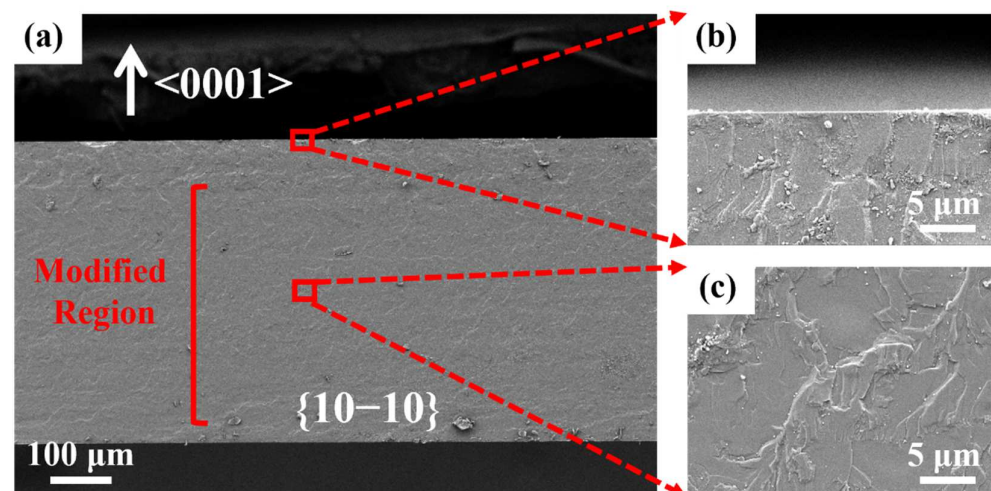 (a)
<0001>
Modified
Region
{10−10}
100 μm
(b)
5 μm
(c)
5 μm